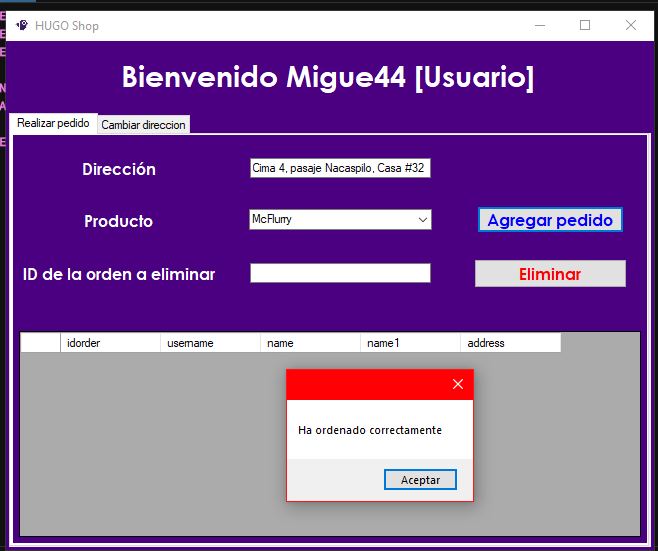 HUGO Shop
Bienvenido Migue44 [Usuario]
Realizar pedido
Cambiar direccion
Dirección
Cima 4, pasaje Nacaspilo, Casa #32
Producto
McFlurry
Agregar pedido
ID de la orden a eliminar
Eliminar
idorder username name name1 address
Ha ordenado correctamente
Aceptar